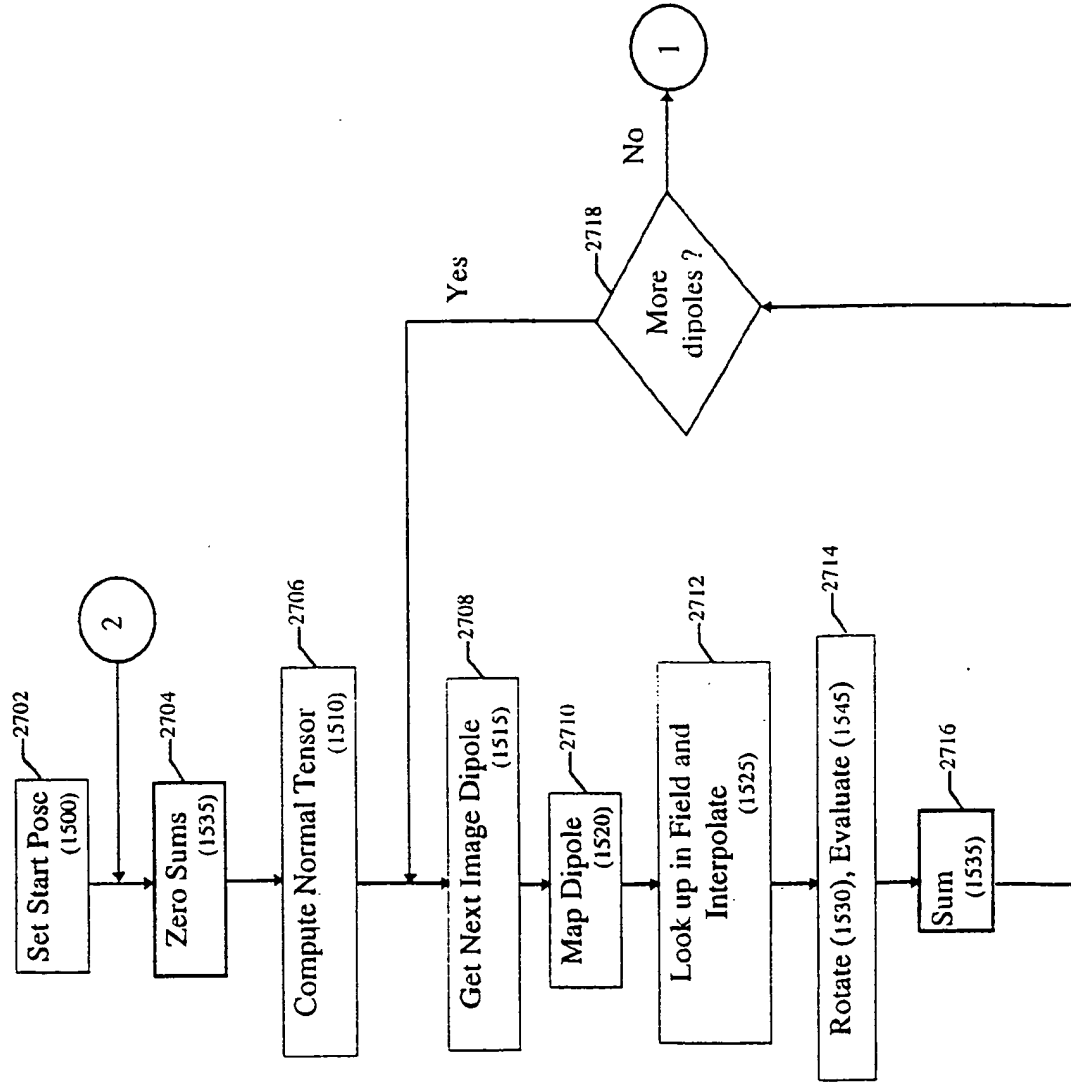 2702
Set Start Pose
(1500)
2
2704
Zero Sums
(1535)
2706
Compute Normal Tensor
(1510)
2708
Get Next Image Dipole
(1515)
2710
Map Dipole
(1520)
2712
Look up in Field and
Interpolate
(1525)
2714
Rotate (1530), Evaluate (1545)
2716
Sum
(1535)
Yes
2718
More
dipoles ?
No
1